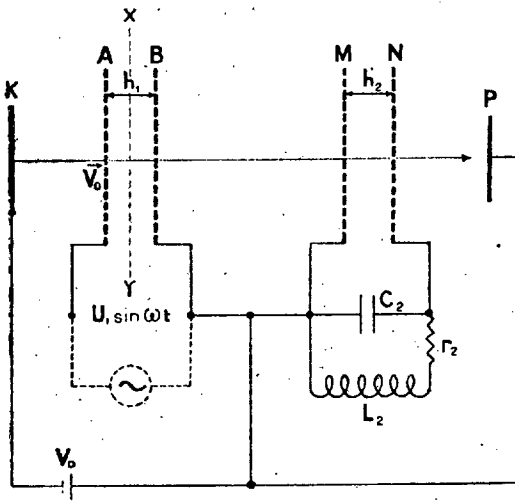 X
A B M N
K h₁ h₂ P
V₀
Y
U₁ sin ωt
C₂
r₂
L₂
V₀